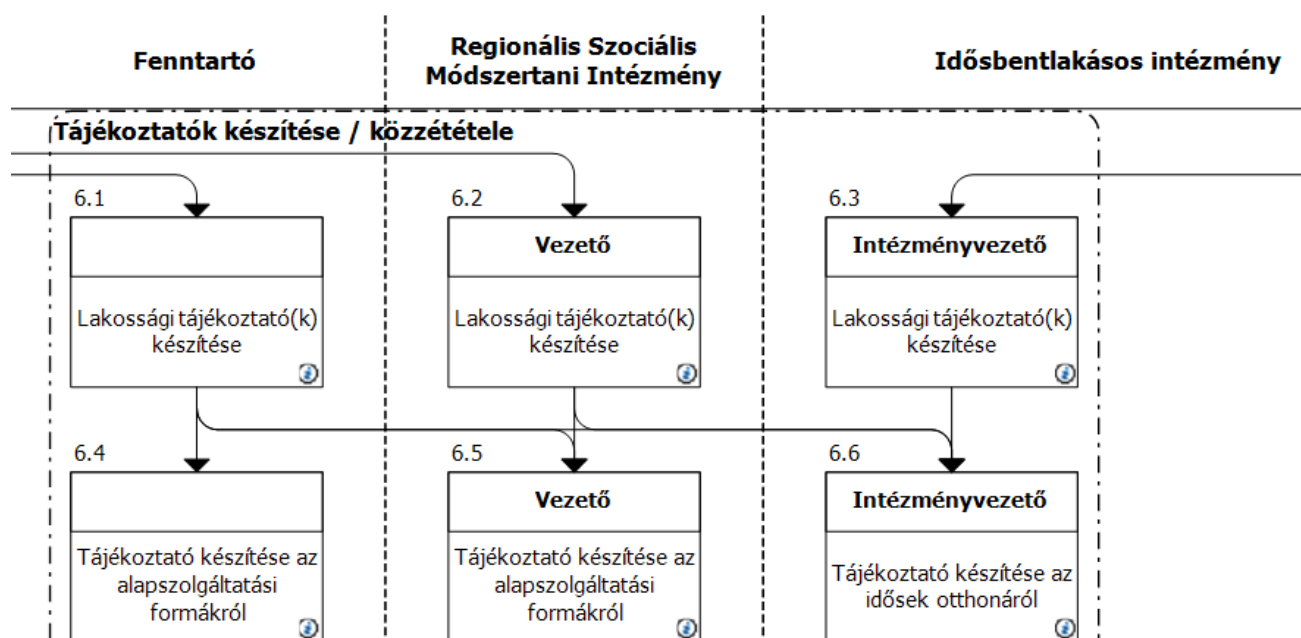 Fenntartó
Regionális Szociális
Módszertani Intézmény
Idősbentlakásos intézmény
Tájékoztatók készítése / közzététele
6.1
6.2
6.3
Vezető
Intézményvezető
Lakossági tájékoztató(k)
készítése
Lakossági tájékoztató(k)
készítése
Lakossági tájékoztató(k)
készítése
6.4
6.5
6.6
Vezető
Intézményvezető
Tájékoztató készítése az
alapszolgáltatási
formákról
Tájékoztató készítése az
alapszolgáltatási
formákról
Tájékoztató készítése az
idősek otthonáról